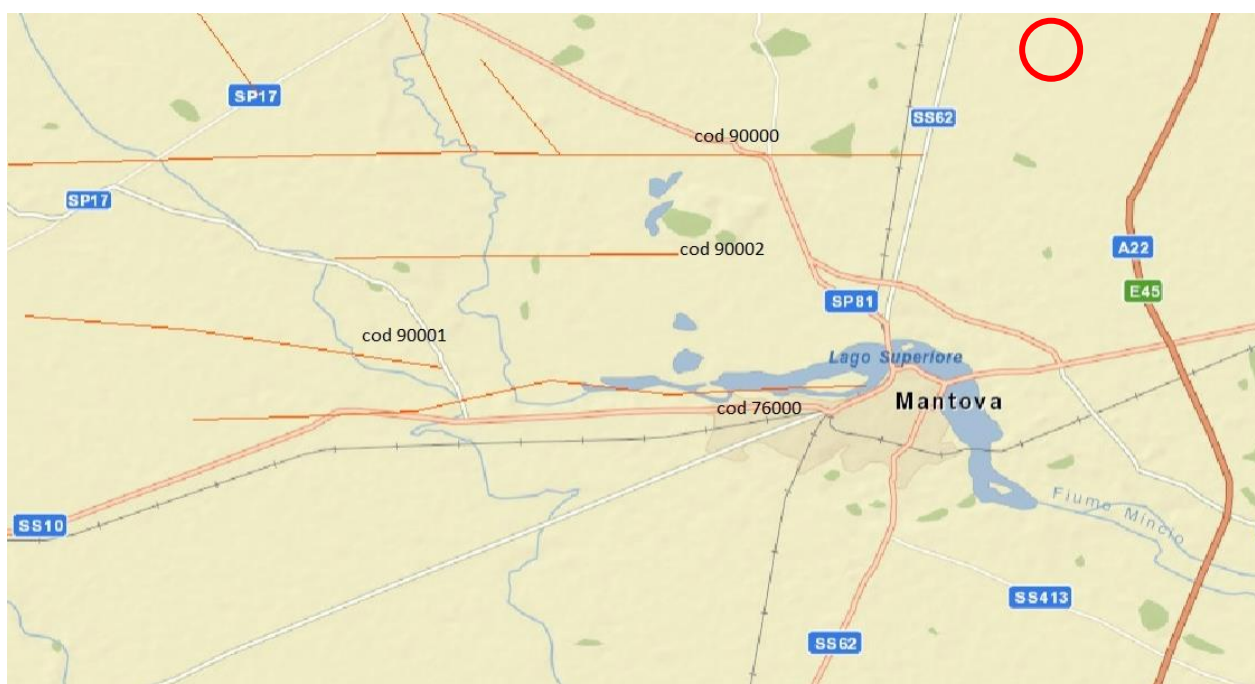 SP17
SS62
cod 90000
SP17
cod 90002
A22
E45
SP81
cod 90001
Lago Superiore
Mantova
cod 76000
Fiume Mincio
SS10
SS413
SS62